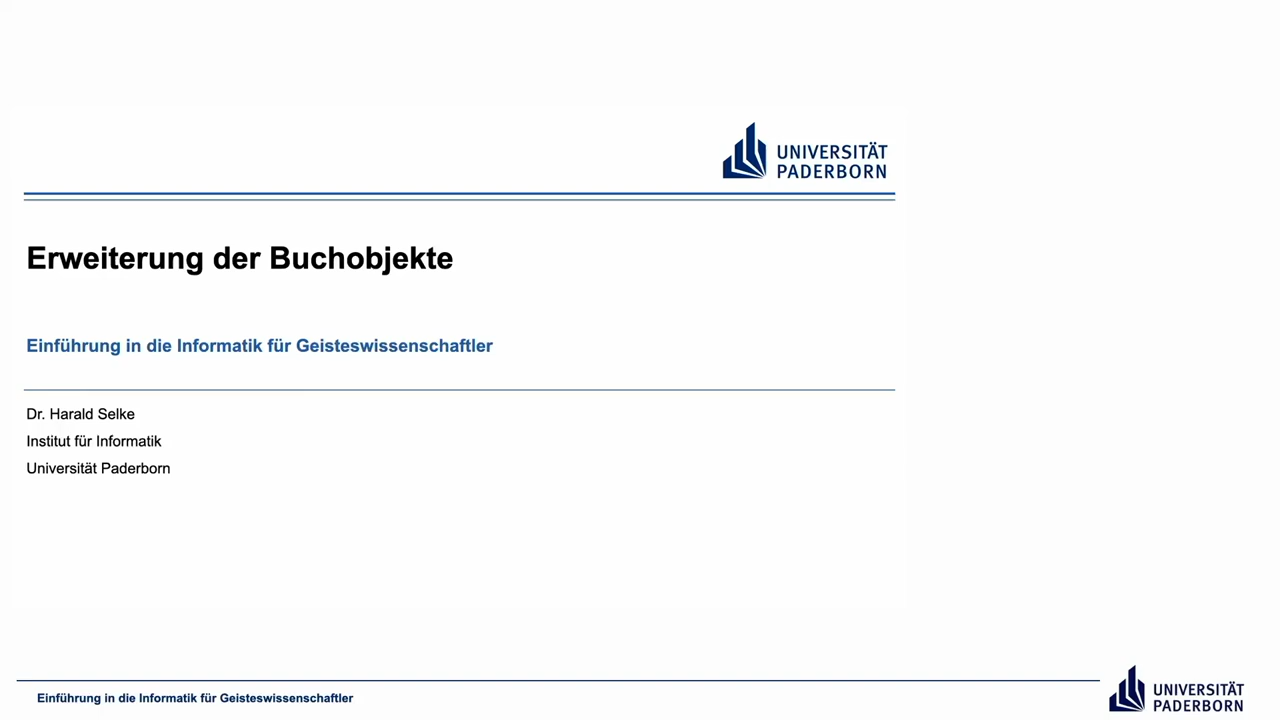 UNIVERSITÄT
PADERBORN
Erweiterung der Buchobjekte
Einführung in die Informatik für Geisteswissenschaftler
Dr. Harald Selke
Institut für Informatik
Universität Paderborn
Einführung in die Informatik für Geisteswissenschaftler
UNIVERSITÄT
PADERBORN